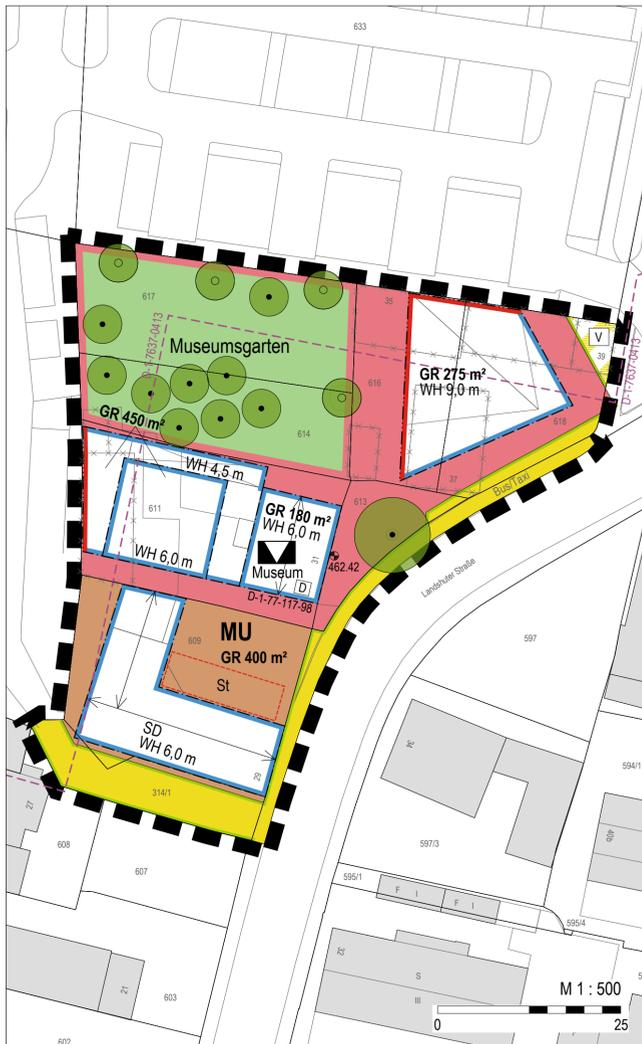 633
617
D-1-7637-0413
Museumsgarten
35
616
GR 275 m²
WH 9,0 m
V
39
D-1-7637-0413
618
GR 450 m²
614
37
WH 4,5 m
611
613
Bus/Taxi
GR 180 m²
WH 6,0 m
31
WH 6,0 m
Museum
462.42
D
D-1-77-117-98
Landshuter Straße
597
MU
609
GR 400 m²
St
SD
WH 6,0 m
29
34
314/1
27
594/1
608
607
597/3
40b
595/1
F I
F I
595/4
32
S
III
21
603
602
M 1 : 500
0
25